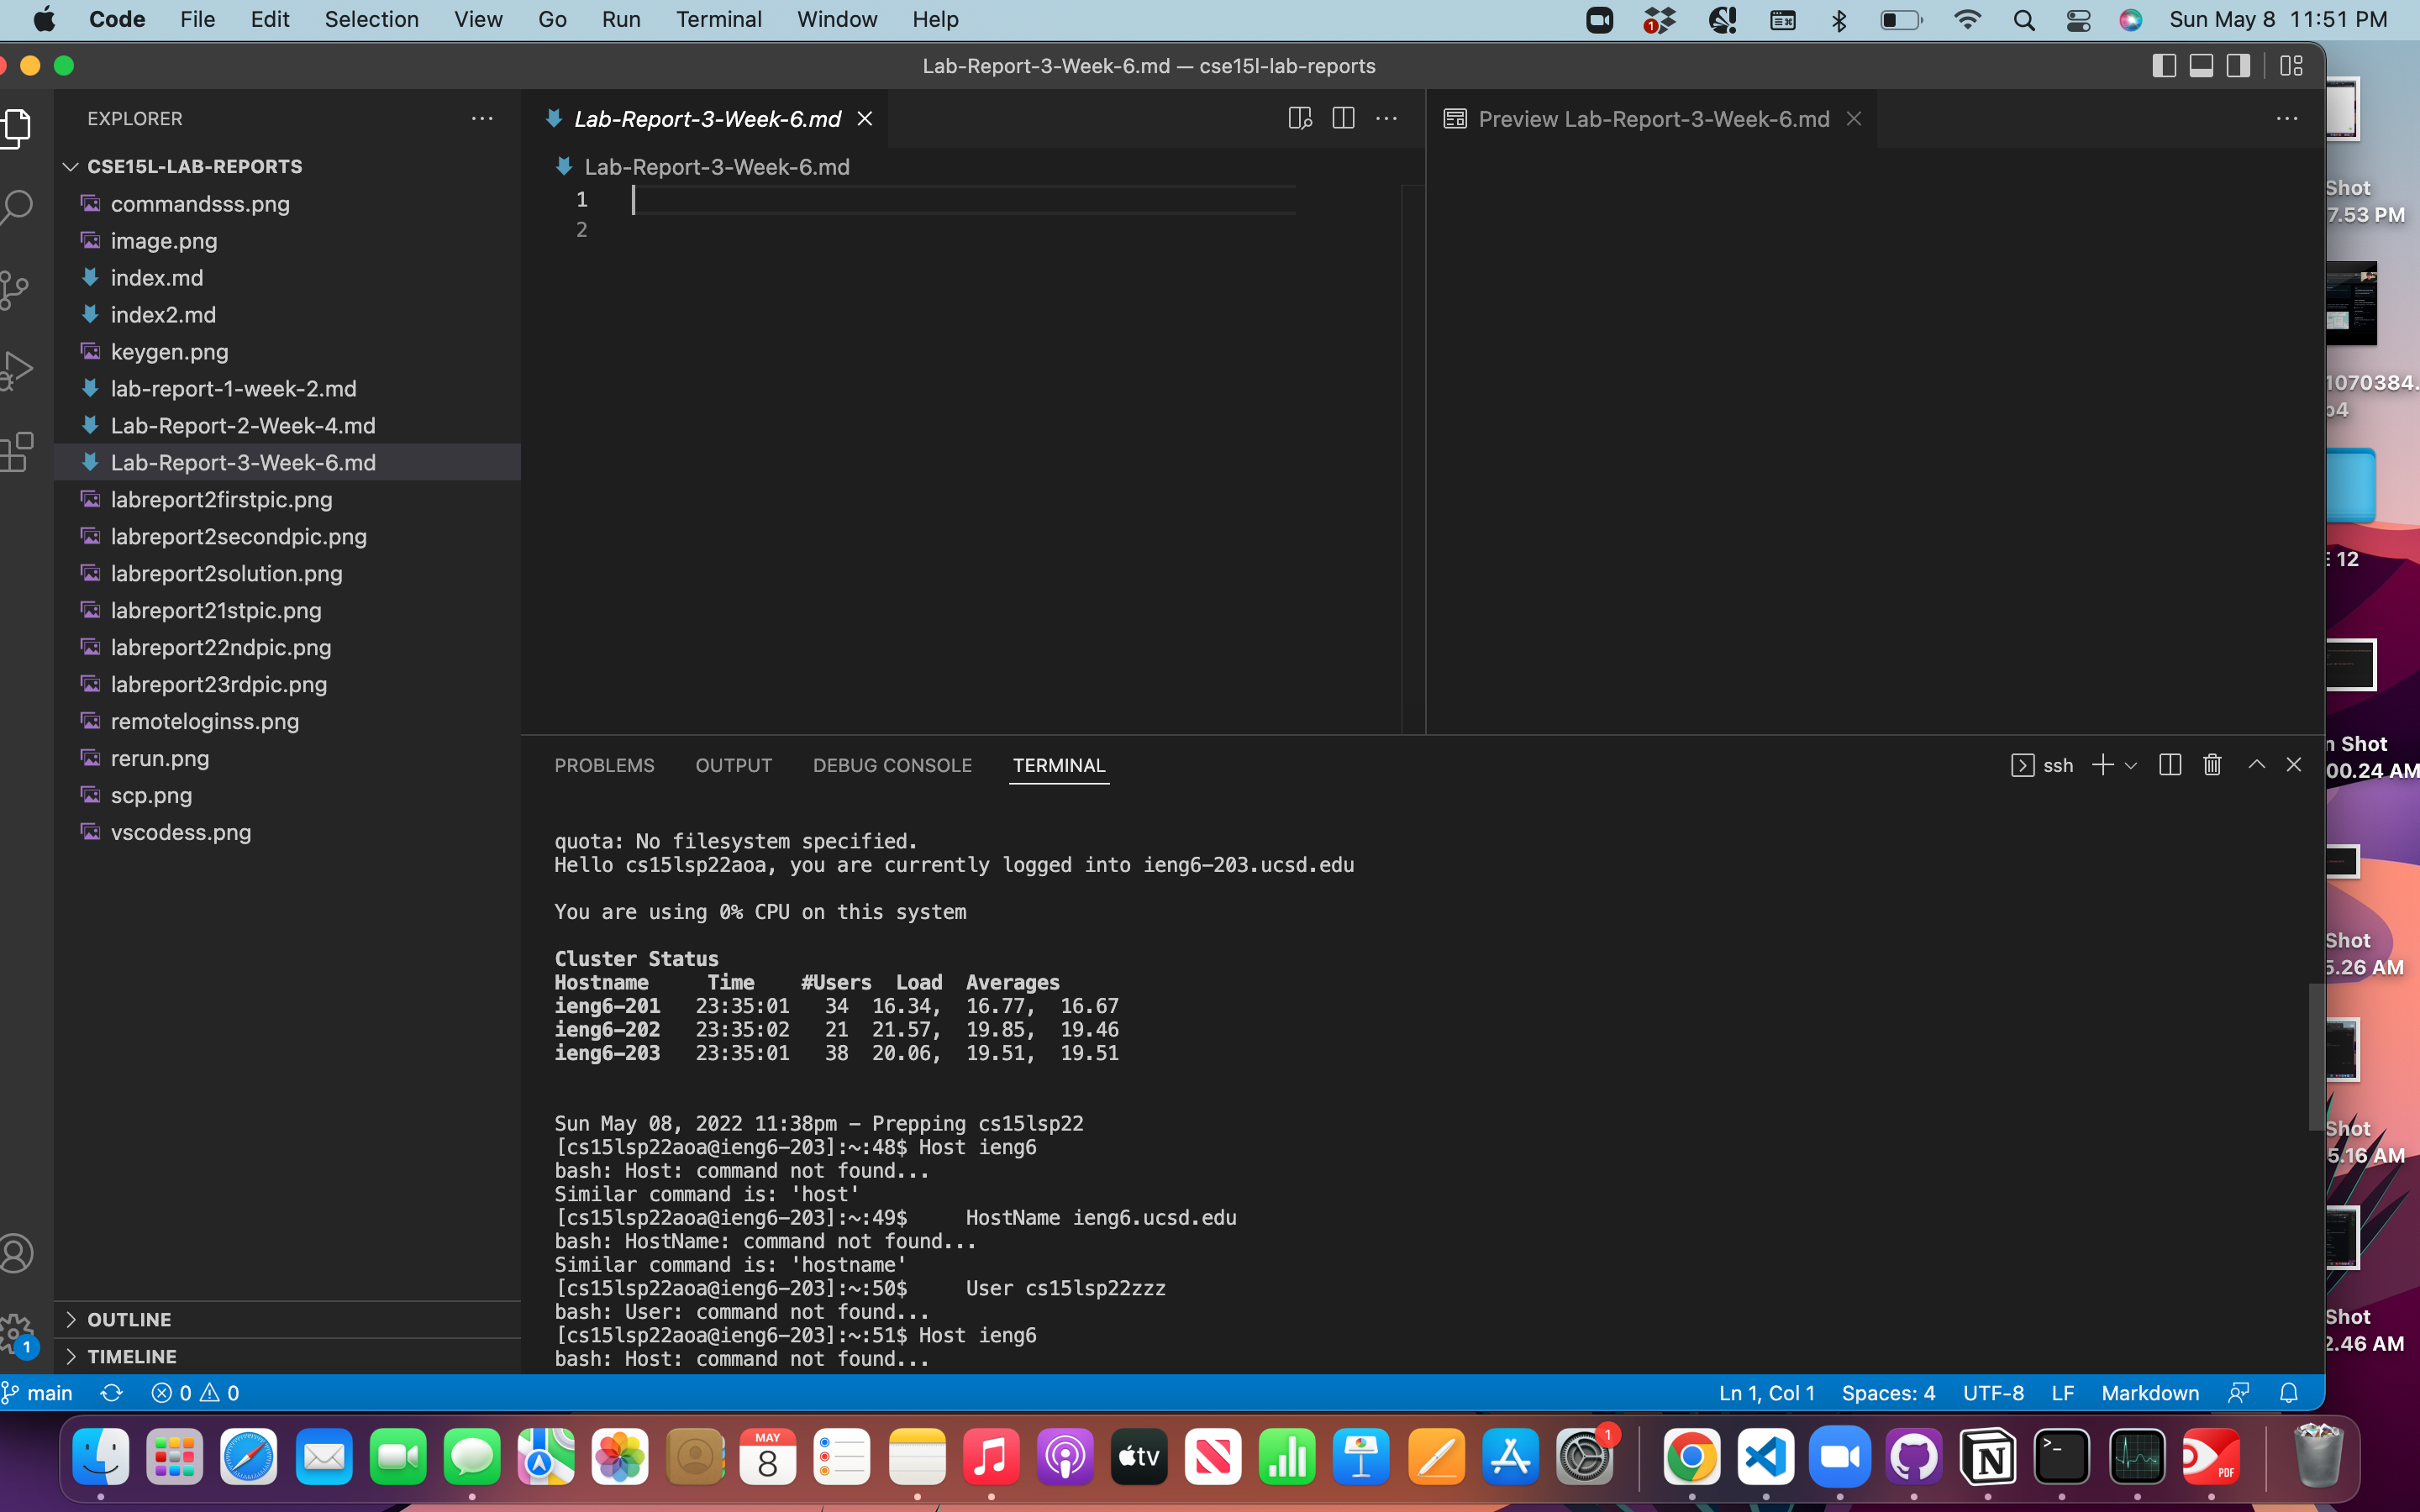 Code File Edit Selection View Go Run Terminal Window Help
1
Sun May 8 11:51 PM
Lab-Report-3-Week-6.md — cse15l-lab-reports
EXPLORER
CSE15L-LAB-REPORTS
commandsss.png
image.png
index.md
index2.md
keygen.png
lab-report-1-week-2.md
Lab-Report-2-Week-4.md
Lab-Report-3-Week-6.md
labreport2firstpic.png
labreport2secondpic.png
labreport2solution.png
labreport21stpic.png
labreport22ndpic.png
labreport23rdpic.png
remoteloginss.png
rerun.png
scp.png
vscodess.png
OUTLINE
TIMELINE
1
Lab-Report-3-Week-6.md
Lab-Report-3-Week-6.md
1
2
Preview Lab-Report-3-Week-6.md
PROBLEMS OUTPUT DEBUG CONSOLE TERMINAL
ssh
quota: No filesystem specified.
Hello cs15lsp22aoa, you are currently logged into ieng6-203.ucsd.edu
You are using 0% CPU on this system
Cluster Status
Hostname Time #Users Load Averages
ieng6-201 23:35:01 34 16.34, 16.77, 16.67
ieng6-202 23:35:02 21 21.57, 19.85, 19.46
ieng6-203 23:35:01 38 20.06, 19.51, 19.51
Sun May 08, 2022 11:38pm - Prepping cs15lsp22
[cs15lsp22aoa@ieng6-203]:~:48$ Host ieng6
bash: Host: command not found...
Similar command is: 'host'
[cs15lsp22aoa@ieng6-203]:~:49$ HostName ieng6.ucsd.edu
bash: HostName: command not found...
Similar command is: 'hostname'
[cs15lsp22aoa@ieng6-203]:~:50$ User cs15lsp22zzz
bash: User: command not found...
[cs15lsp22aoa@ieng6-203]:~:51$ Host ieng6
bash: Host: command not found...
main 0 0
Ln 1, Col 1 Spaces: 4 UTF-8 LF Markdown
Shot
7.53 PM
1070384.
p4
E 12
n Shot
00.24 AM
Shot
5.26 AM
Shot
5.16 AM
Shot
2.46 AM
MAY
8
tv
1
N
>_
PDF